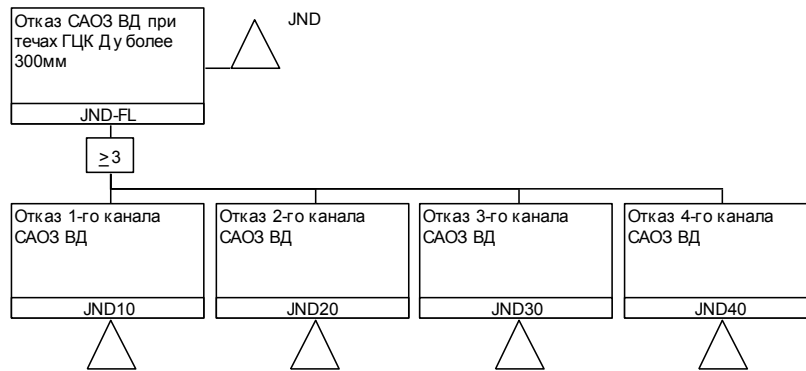 Отказ САОЗ ВД при
течах ГЦК Ду более
300мм
JND
JND-FL
≥3
Отказ 1-го канала
САОЗ ВД
Отказ 2-го канала
САОЗ ВД
Отказ 3-го канала
САОЗ ВД
Отказ 4-го канала
САОЗ ВД
JND10
JND20
JND30
JND40